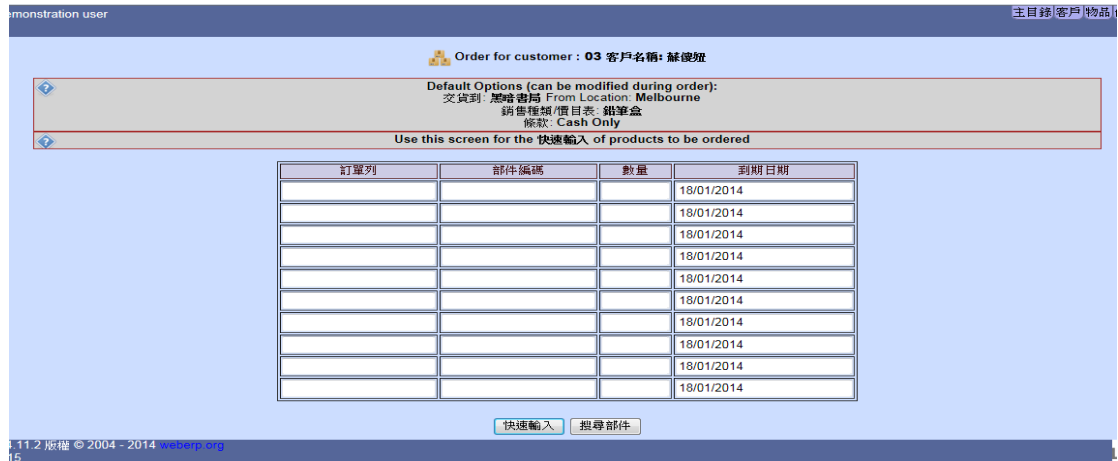 emonstration user
主目錄 客戶 物品
Order for customer : 03 客戶名稱: 蘇傻妞
Default Options (can be modified during order):
交貨到: 黑暗書局 From Location: Melbourne
銷售種類/價目表: 鉛筆盒
條款: Cash Only
Use this screen for the 快速輸入 of products to be ordered
訂單列 部件編碼 數量 到期日期
18/01/2014
18/01/2014
18/01/2014
18/01/2014
18/01/2014
18/01/2014
18/01/2014
18/01/2014
18/01/2014
18/01/2014
快速輸入 搜尋部件
.11.2 版權 © 2004 - 2014 weberp.org
15